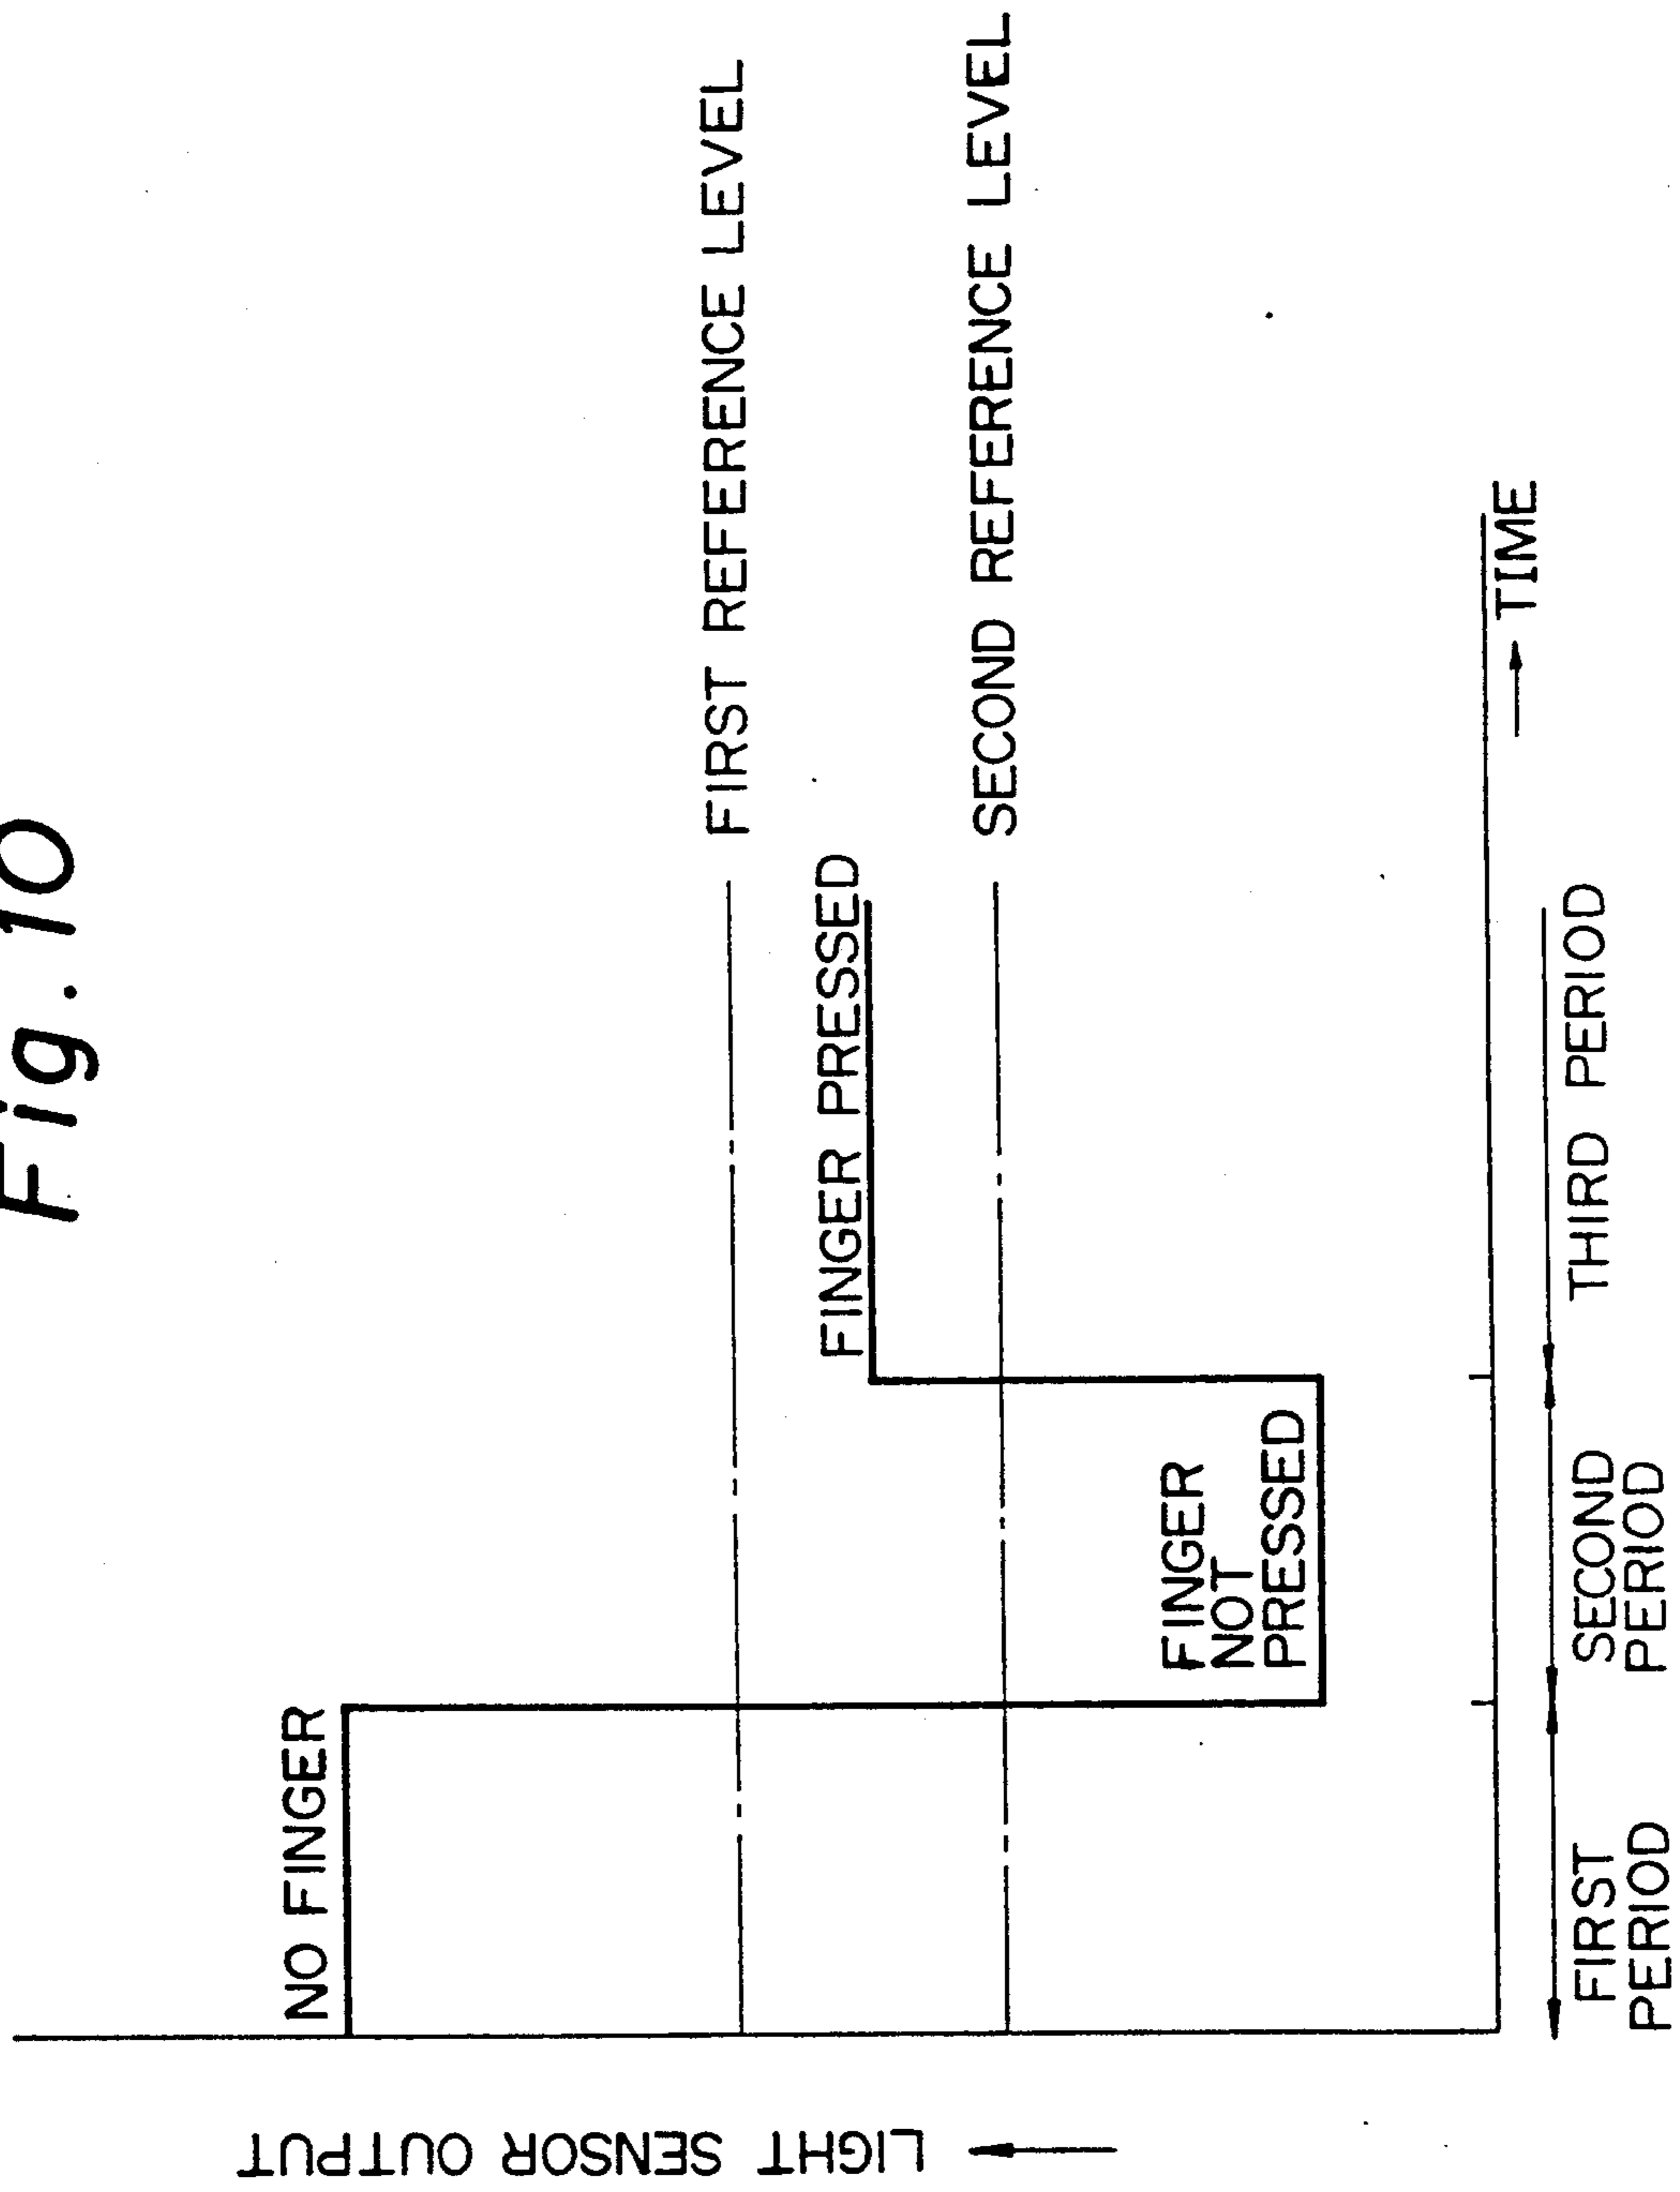 Fig. 10
LIGHT SENSOR OUTPUT
NO FINGER
FINGER
NOT
PRESSED
FINGER PRESSED
FIRST REFERENCE LEVEL
SECOND REFERENCE LEVEL
TIME
FIRST
PERIOD
SECOND
PERIOD
THIRD PERIOD